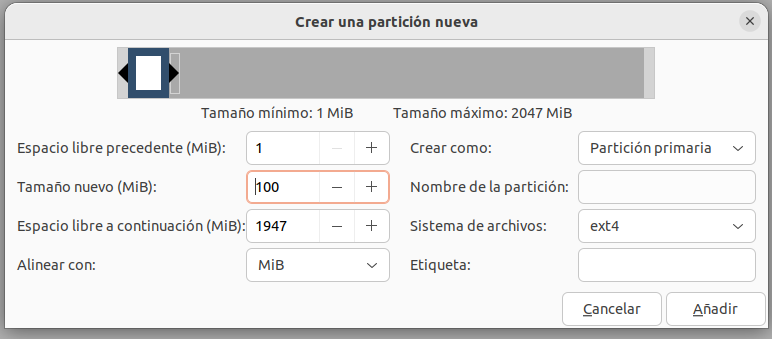 Crear una partición nueva
Tamaño mínimo: 1 MiB Tamaño máximo: 2047 MiB
Espacio libre precedente (MiB): 1 Crear como: Partición primaria
Tamaño nuevo (MiB): 100 Nombre de la partición:
Espacio libre a continuación (MiB): 1947 Sistema de archivos: ext4
Alinear con: MiB Etiqueta:
Cancelar Añadir